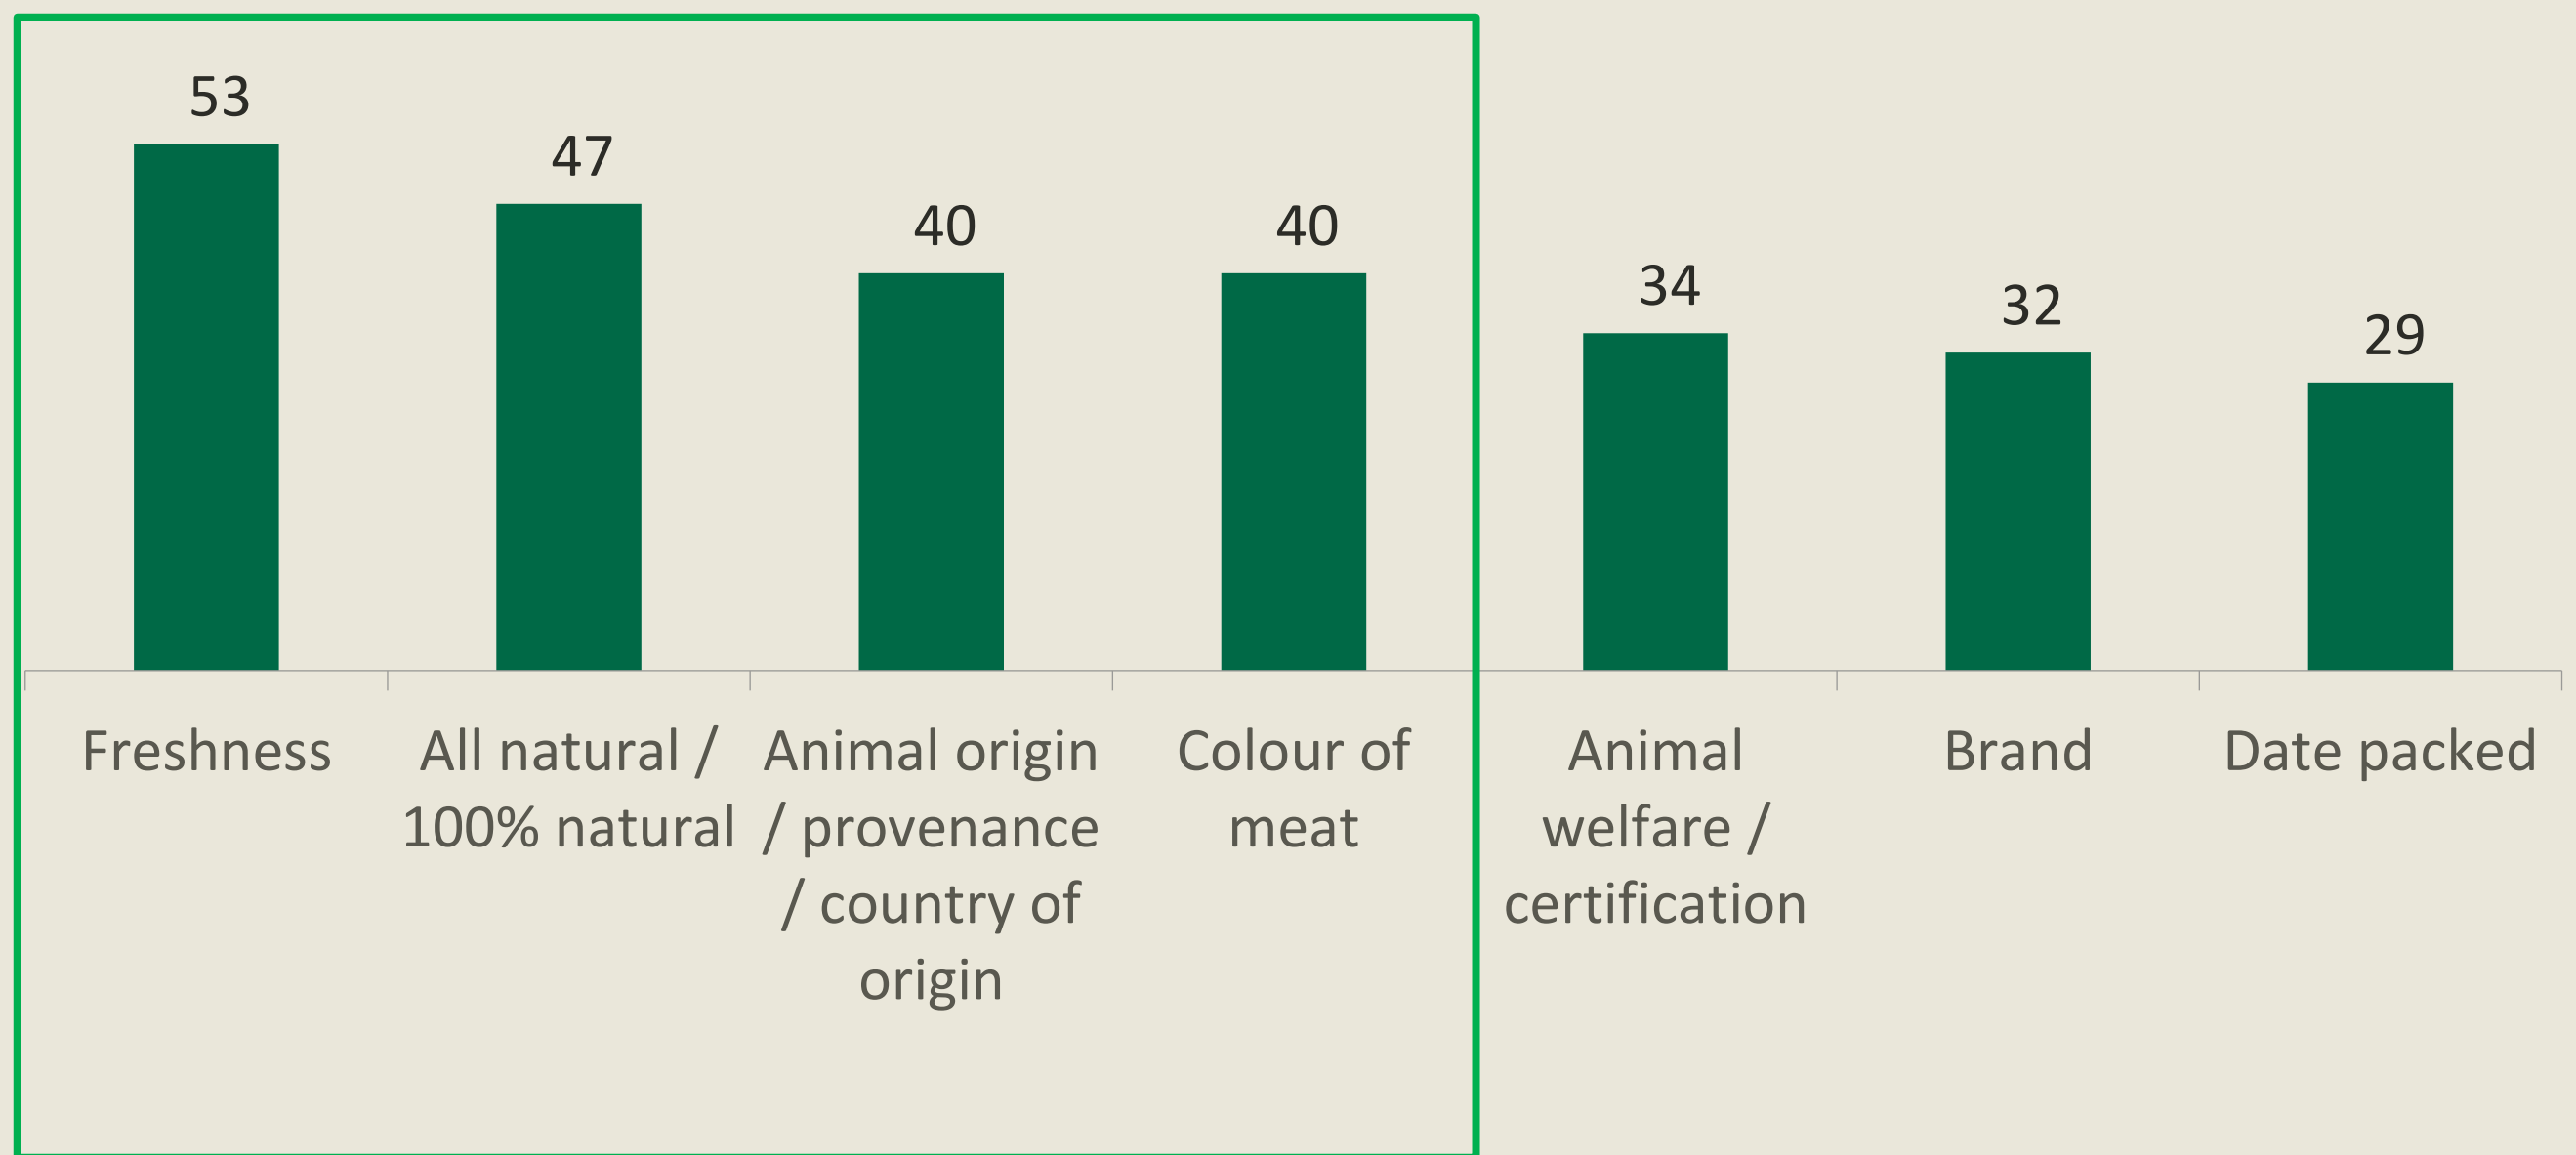 53
47
40
40
34
32
29
Freshness
All natural /
100% natural
Animal origin
/ provenance
/ country of
origin
Colour of
meat
Animal
welfare /
certification
Brand
Date packed